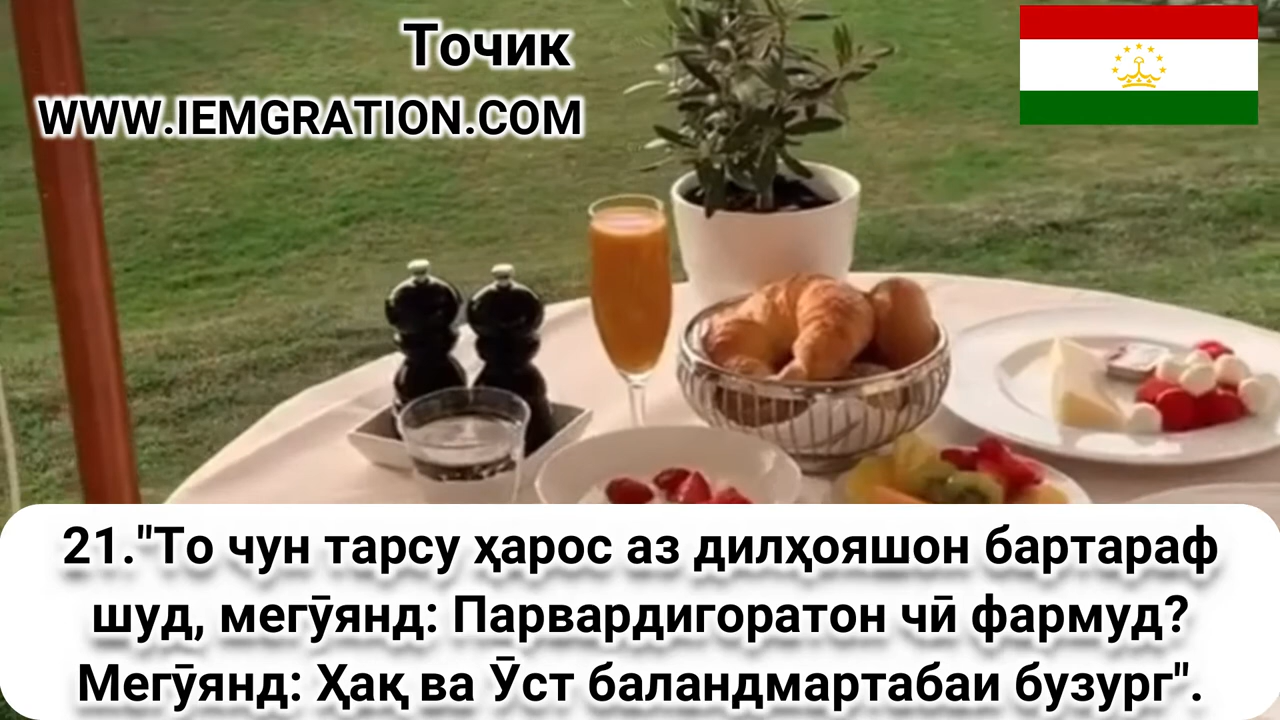 Точик
WWW.IEMGRATION.COM
21."То чун тарсу ҳарос аз дилҳояшон бартараф
шуд, мегӯянд: Парвардигоратон чӣ фармуд?
Мегӯянд: Ҳақ ва Ӯст баландмартабаи бузург".